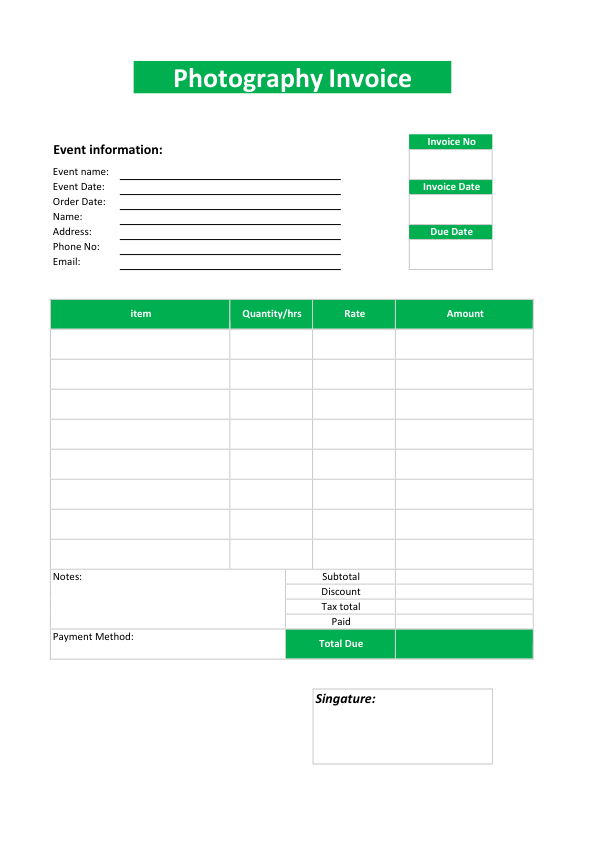 Photography Invoice
Invoice No
Event information:
Event name:
Event Date:
Invoice Date
Order Date:
Name:
Address:
Due Date
Phone No:
Email:
item Quantity/hrs Rate Amount
Notes:
Subtotal
Discount
Tax total
Paid
Payment Method:
Total Due
Singature: